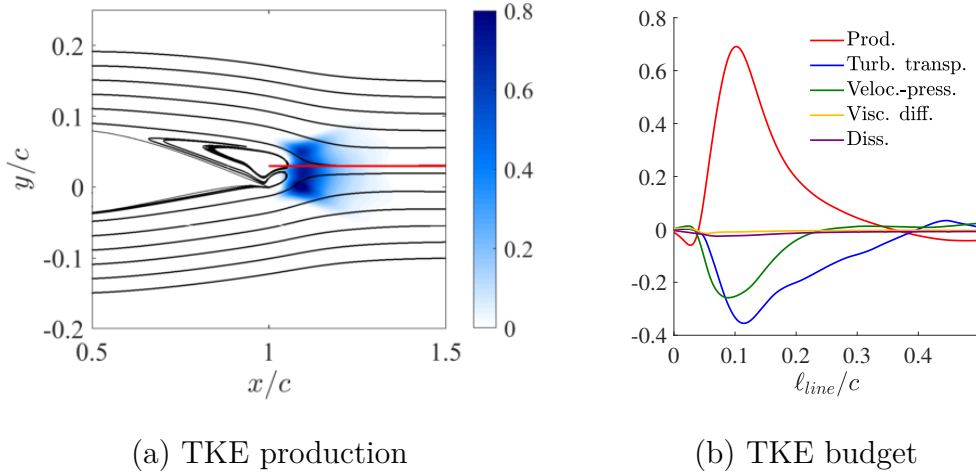 0.2
0.1
0
-0.1
-0.2
y/c
0.5
1
1.5
x/c
0.8
0.6
0.4
0.2
0
(a) TKE production
0.8
0.6
0.4
0.2
0
-0.2
-0.4
0
0.1
0.2
0.3
0.4
ℓline/c
Prod.
Turb. transp.
Veloc.-press.
Visc. diff.
Diss.
(b) TKE budget